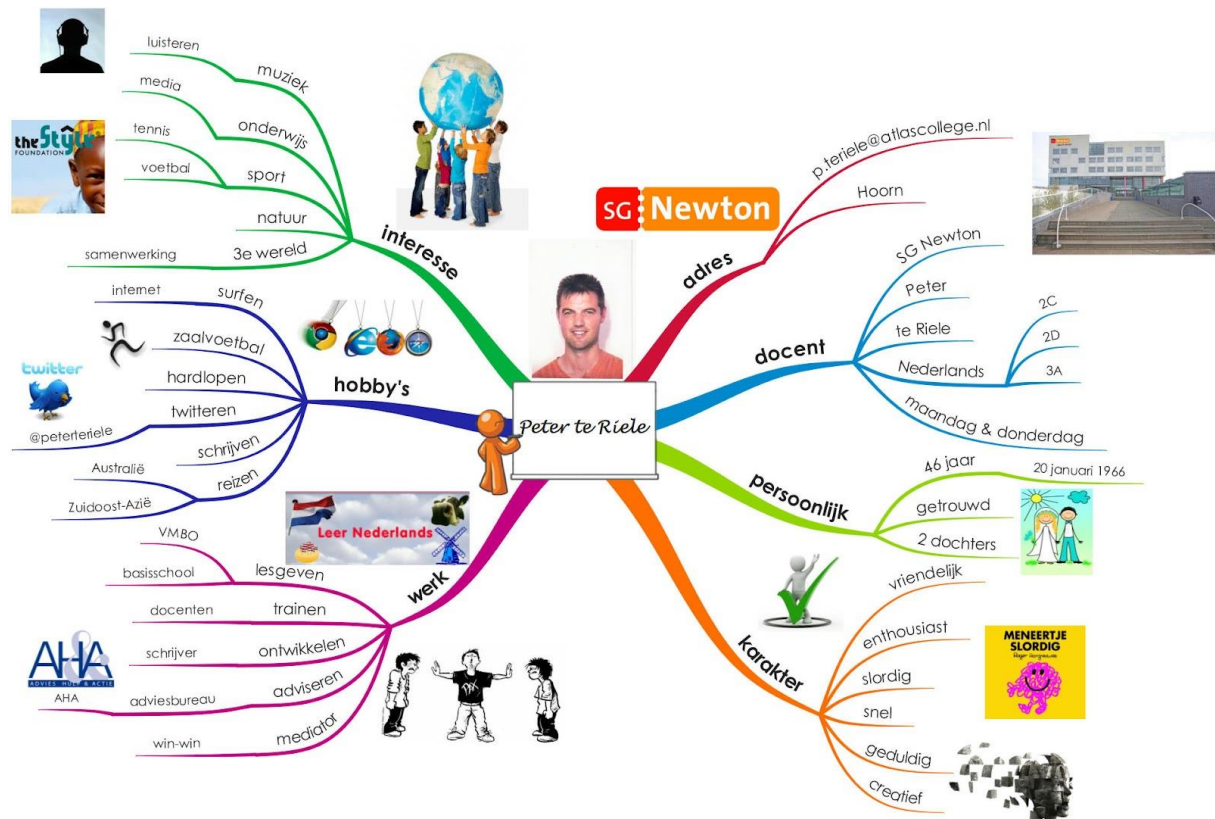 Peter te Riele
interesse
muziek
luisteren
onderwijs
media
sport
tennis
voetbal
natuur
3e wereld
samenwerking
the Stŷle
FOUNDATION
hobby's
surfen
internet
zaalvoetbal
hardlopen
twitteren
@peterteriele
twitter
schrijven
reizen
Australië
Zuidoost-Azië
werk
Leer Nederlands
lesgeven
VMBO
basisschool
trainen
docenten
ontwikkelen
schrijver
adviseren
adviesbureau
AHA
AH&A
ADVIES HULP & ACTIE
mediator
win-win
SG Newton
adres
p.teriele@atlascollege.nl
Hoorn
docent
SG Newton
Peter
te Riele
Nederlands
2C
2D
3A
maandag & donderdag
persoonlijk
46 jaar
20 januari 1966
getrouwd
2 dochters
karakter
vriendelijk
enthousiast
slordig
snel
geduldig
creatief
MENEERTJE
SLORDIG